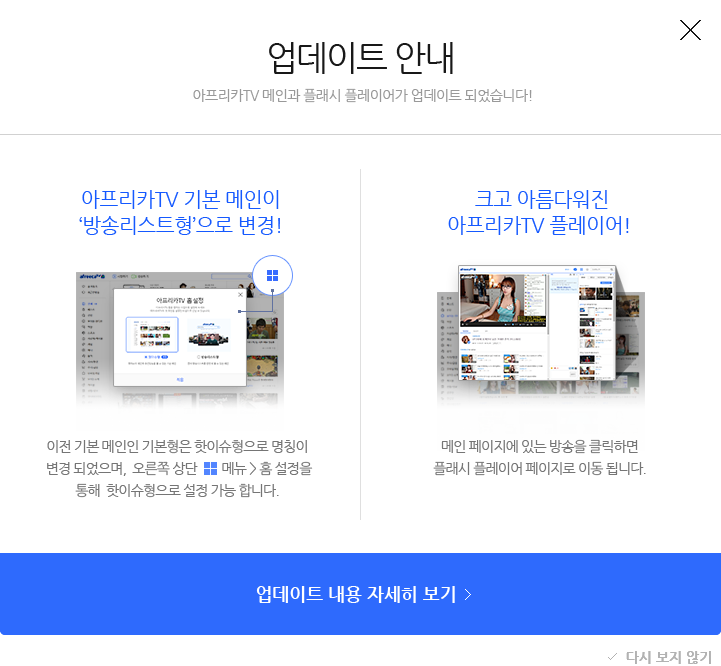 업데이트 안내
아프리카TV 메인과 플래시 플레이어가 업데이트 되었습니다!
아프리카TV 기본 메인이
‘방송리스트형’으로 변경!
afreecaTV
아프리카TV 홈 설정
이전 기본 메인인 기본형은 핫이슈형으로 명칭이
변경 되었으며, 오른쪽 상단 메뉴 > 홈 설정을
통해 핫이슈형으로 설정 가능 합니다.
크고 아름다워진
아프리카TV 플레이어!
메인 페이지에 있는 방송을 클릭하면
플래시 플레이어 페이지로 이동 됩니다.
업데이트 내용 자세히 보기 >
다시 보지 않기